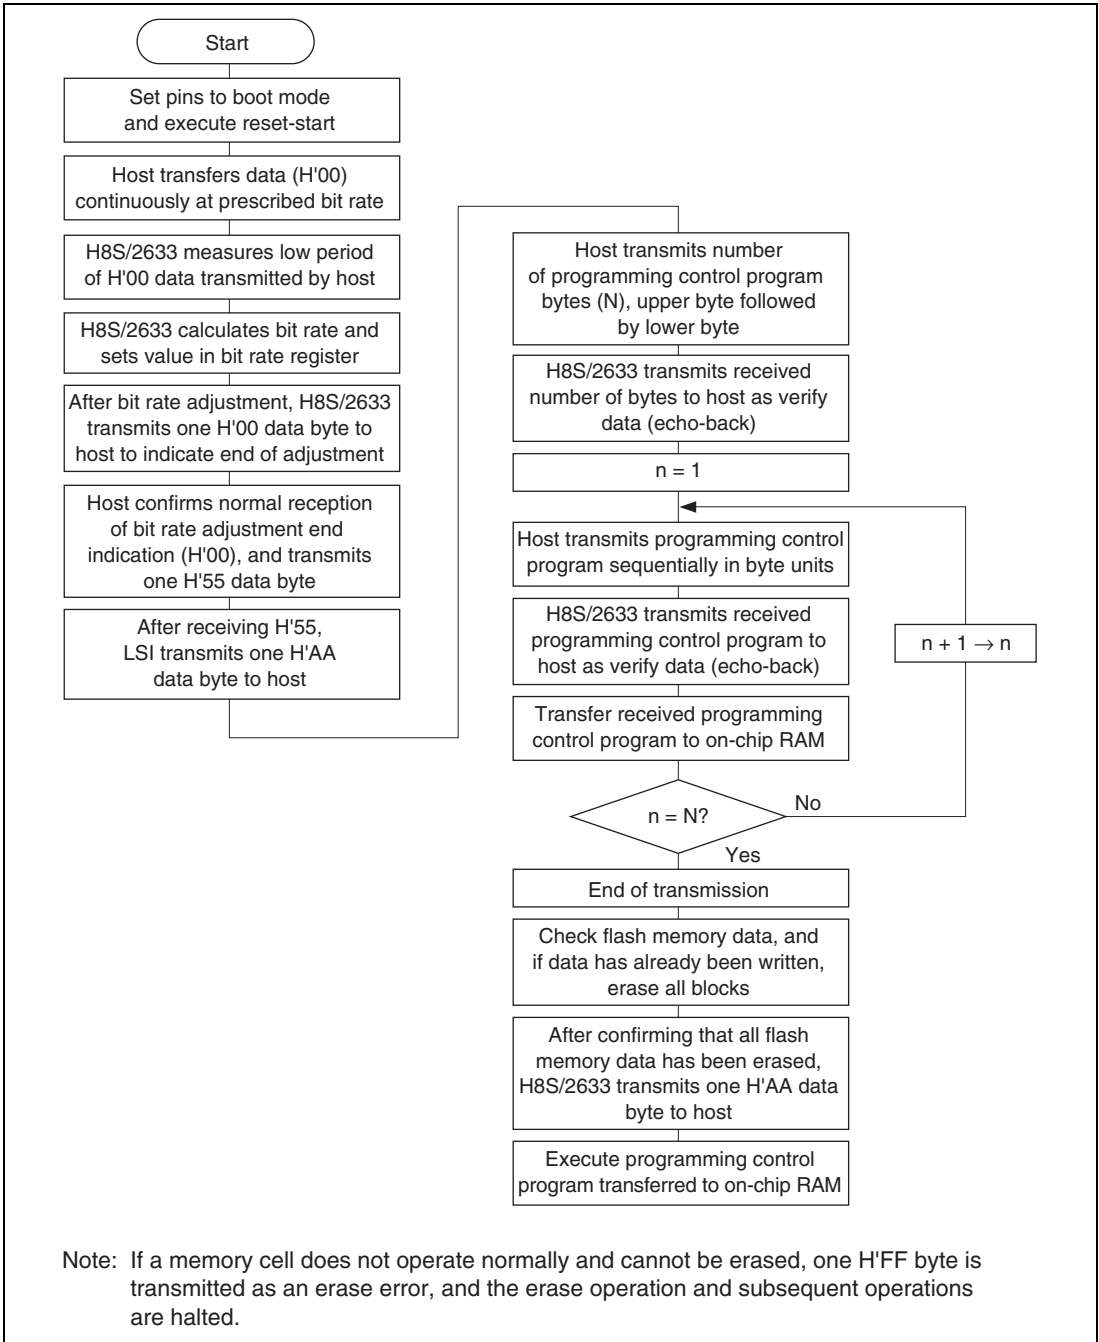 Start
Set pins to boot mode
and execute reset-start
Host transfers data (H'00)
continuously at prescribed bit rate
H8S/2633 measures low period
of H'00 data transmitted by host
H8S/2633 calculates bit rate and
sets value in bit rate register
After bit rate adjustment, H8S/2633
transmits one H'00 data byte to
host to indicate end of adjustment
Host confirms normal reception
of bit rate adjustment end
indication (H'00), and transmits
one H'55 data byte
After receiving H'55,
LSI transmits one H'AA
data byte to host
Host transmits number
of programming control program
bytes (N), upper byte followed
by lower byte
H8S/2633 transmits received
number of bytes to host as verify
data (echo-back)
n = 1
Host transmits programming control
program sequentially in byte units
H8S/2633 transmits received
programming control program to
host as verify data (echo-back)
n + 1 → n
Transfer received programming
control program to on-chip RAM
n = N?
No
Yes
End of transmission
Check flash memory data, and
if data has already been written,
erase all blocks
After confirming that all flash
memory data has been erased,
H8S/2633 transmits one H'AA data
byte to host
Execute programming control
program transferred to on-chip RAM
Note: If a memory cell does not operate normally and cannot be erased, one H'FF byte is
transmitted as an erase error, and the erase operation and subsequent operations
are halted.